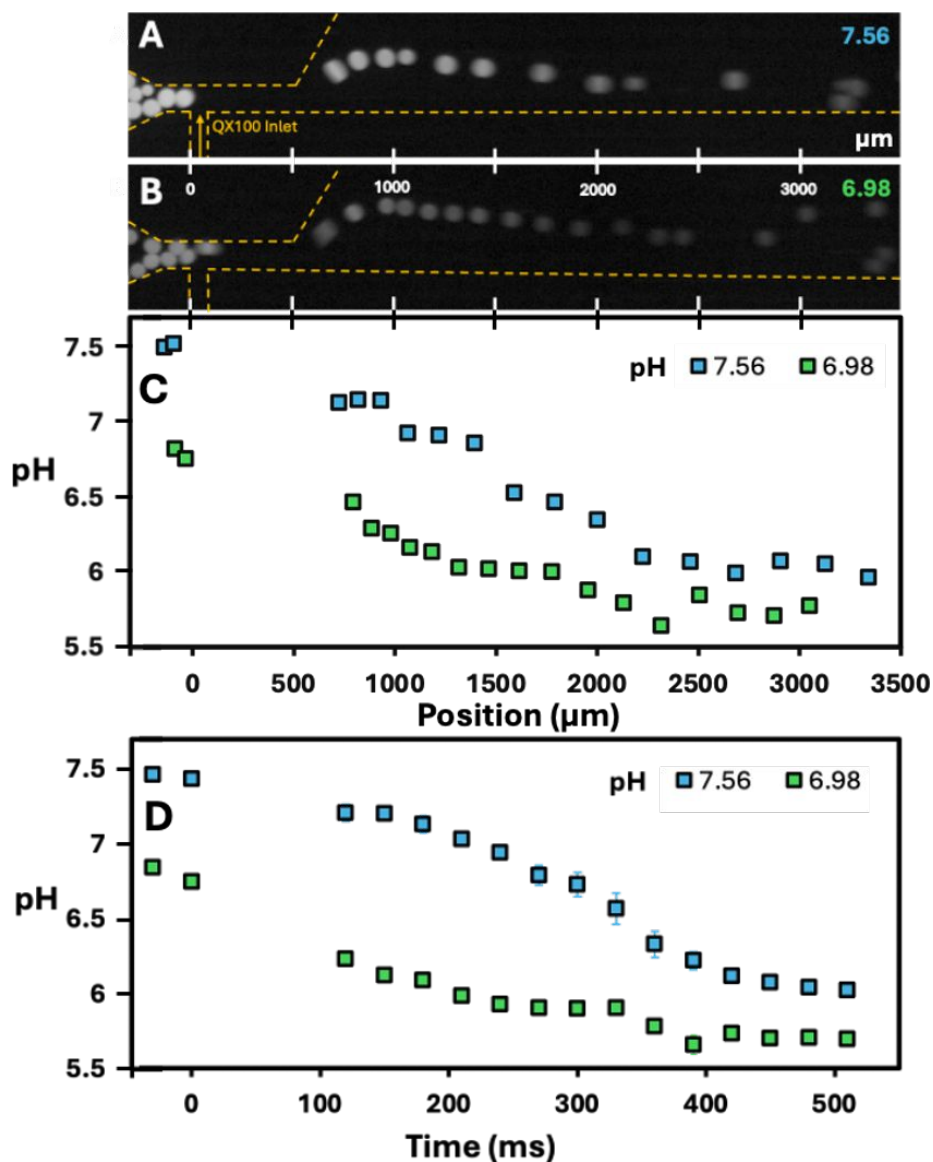 A 7.56
QX100 Inlet
µm
B 0 1000 2000 3000 6.98
7.5
7
6.5
6
5.5
pH
C
pH 7.56 6.98
0 500 1000 1500 2000 2500 3000 3500
Position (µm)
7.5
7
6.5
6
5.5
pH
D
pH 7.56 6.98
0 100 200 300 400 500
Time (ms)